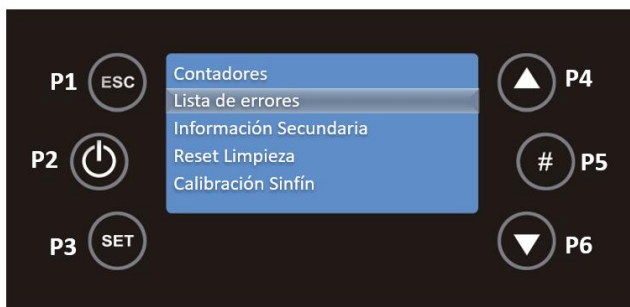 P1 ESC
P2
P3 SET
Contadores
Lista de errores
Información Secundaria
Reset Limpieza
Calibración Sinfín
P4
# P5
P6